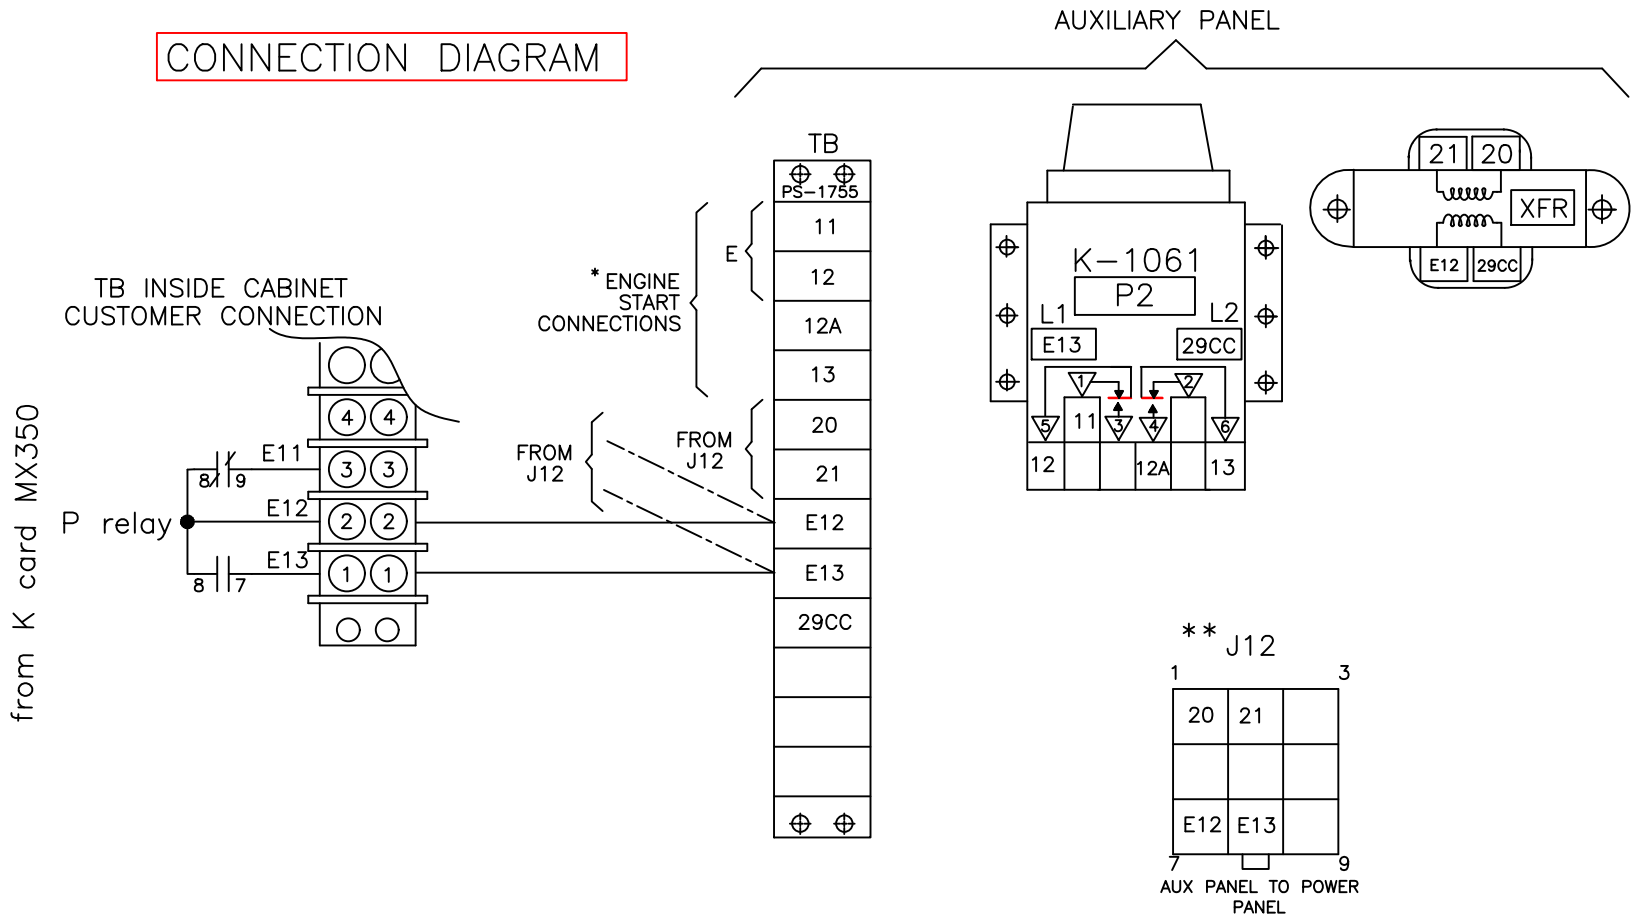 AUXILIARY PANEL
CONNECTION DIAGRAM
TB
PS-1755
11
12
12A
13
20
21
E12
E13
29CC
E
* ENGINE
START
CONNECTIONS
FROM
J12
FROM
J12
TB INSIDE CABINET
CUSTOMER CONNECTION
4 4
3 3
2 2
1 1
E11
8 9
E12
P relay
E13
8 7
from K card MX350
K-1061
P2
L1 L2
E13 29CC
1 2
5 11 3 4 6
12 12A 13
21 20
XFR
E12 29CC
** J12
1 3
20 21
E12 E13
7 9
AUX PANEL TO POWER
PANEL